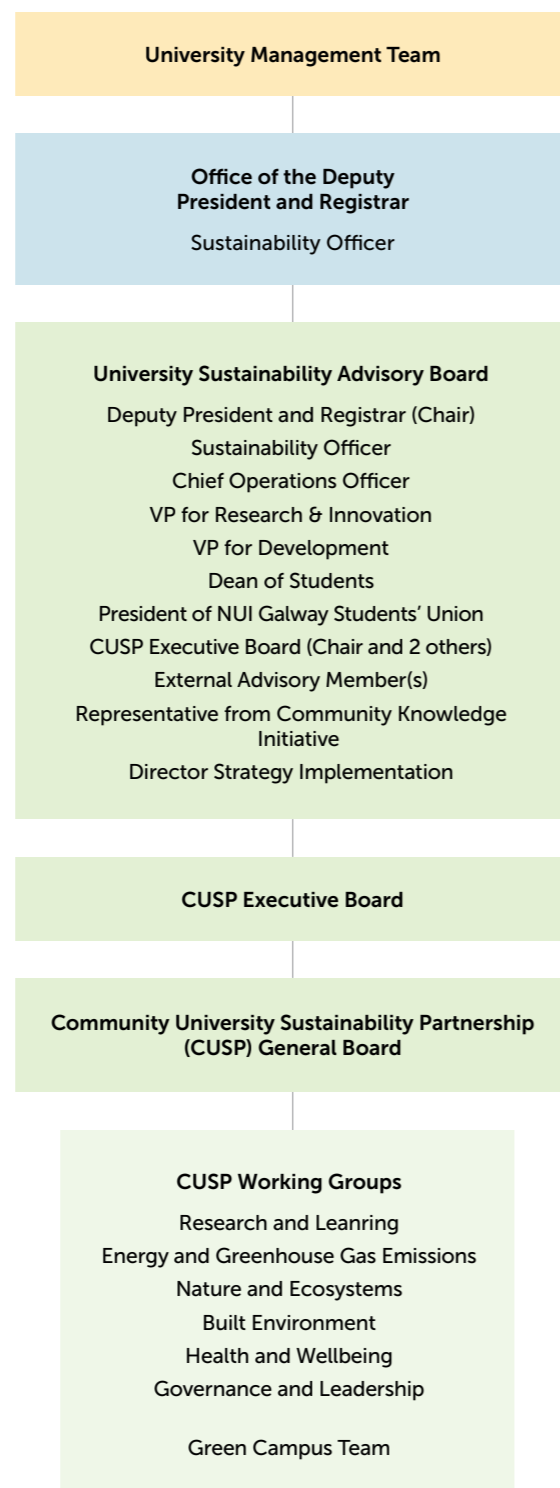 University Management Team
Office of the Deputy
President and Registrar
Sustainability Officer
University Sustainability Advisory Board
Deputy President and Registrar (Chair)
Sustainability Officer
Chief Operations Officer
VP for Research & Innovation
VP for Development
Dean of Students
President of NUI Galway Students’ Union
CUSP Executive Board (Chair and 2 others)
External Advisory Member(s)
Representative from Community Knowledge
Initiative
Director Strategy Implementation
CUSP Executive Board
Community University Sustainability Partnership
(CUSP) General Board
CUSP Working Groups
Research and Leanring
Energy and Greenhouse Gas Emissions
Nature and Ecosystems
Built Environment
Health and Wellbeing
Governance and Leadership
Green Campus Team